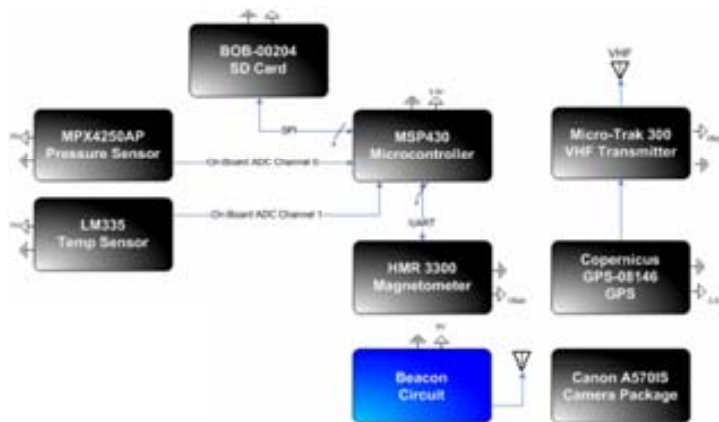 BOB-00204
SD Card
VHF
MPX4250AP
Pressure Sensor
SPI
MSP430
Microcontroller
Micro-Trak 300
VHF Transmitter
On-Board ADC Channel 0
LM335
Temp Sensor
On-Board ADC Channel 1
UART
HMR 3300
Magnetometer
Copernicus
GPS-08146
GPS
Beacon
Circuit
Canon A570IS
Camera Package